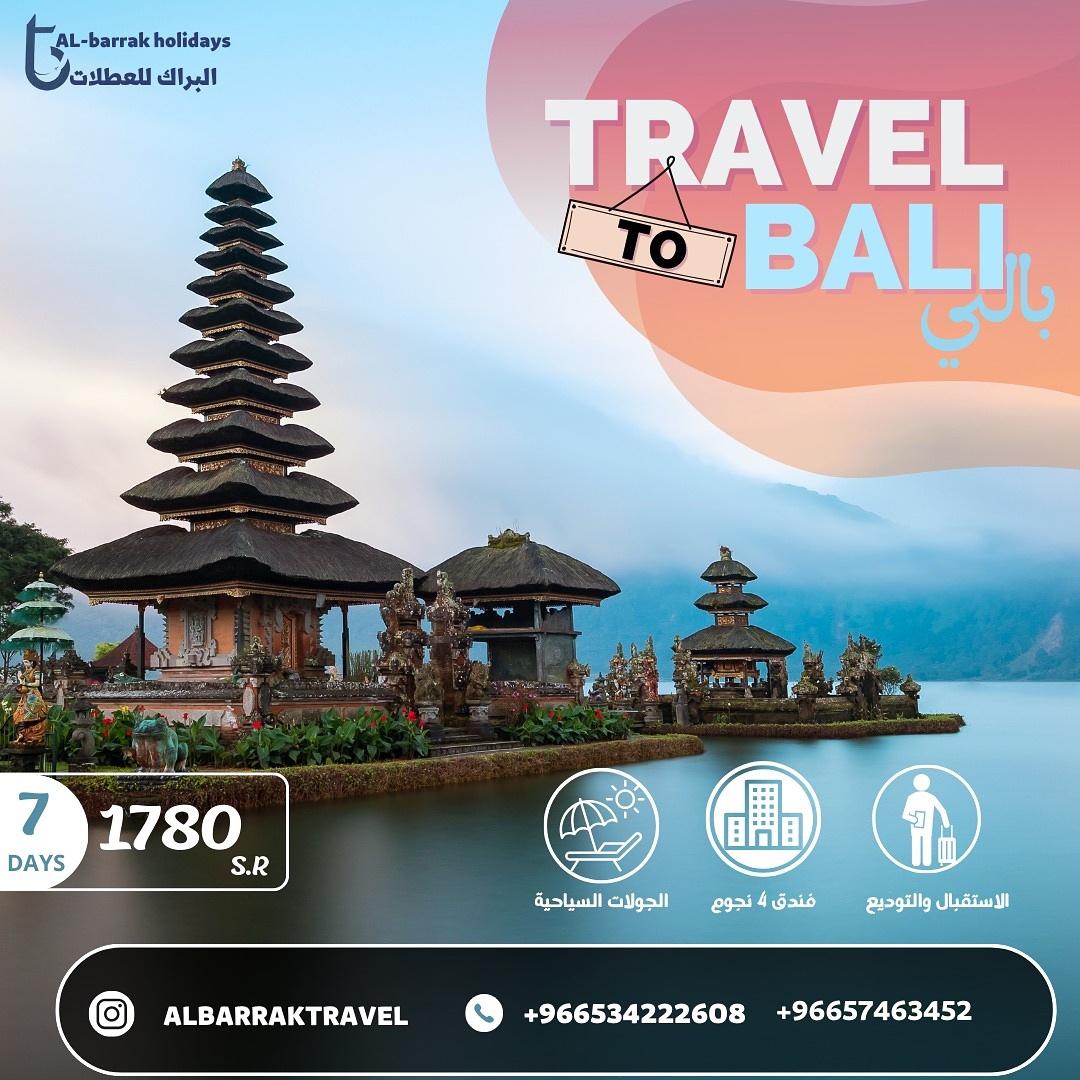 AL-barrak holidays
البراك للعطلات
TRAVEL
TO BALI
بالي
7
DAYS
1780
S.R
الجولات السياحية
فندق 4 نجوم
الاستقبال والتوديع
ALBARRAKTRAVEL
+966534222608
+96657463452